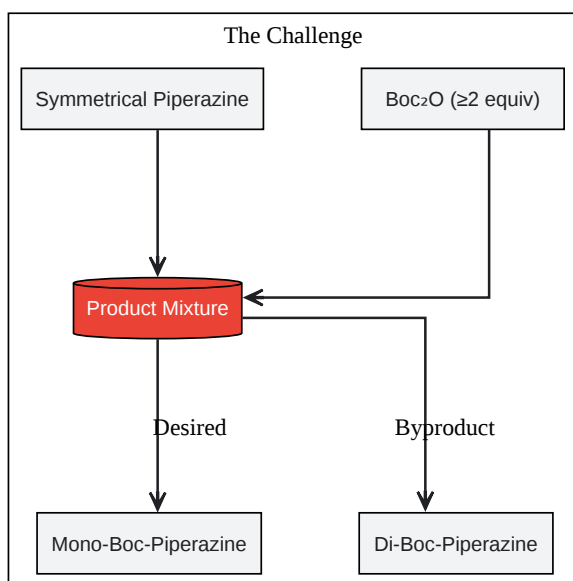 The Challenge
Symmetrical Piperazine
Boc₂O (≥2 equiv)
Product Mixture
Desired
Byproduct
Mono-Boc-Piperazine
Di-Boc-Piperazine